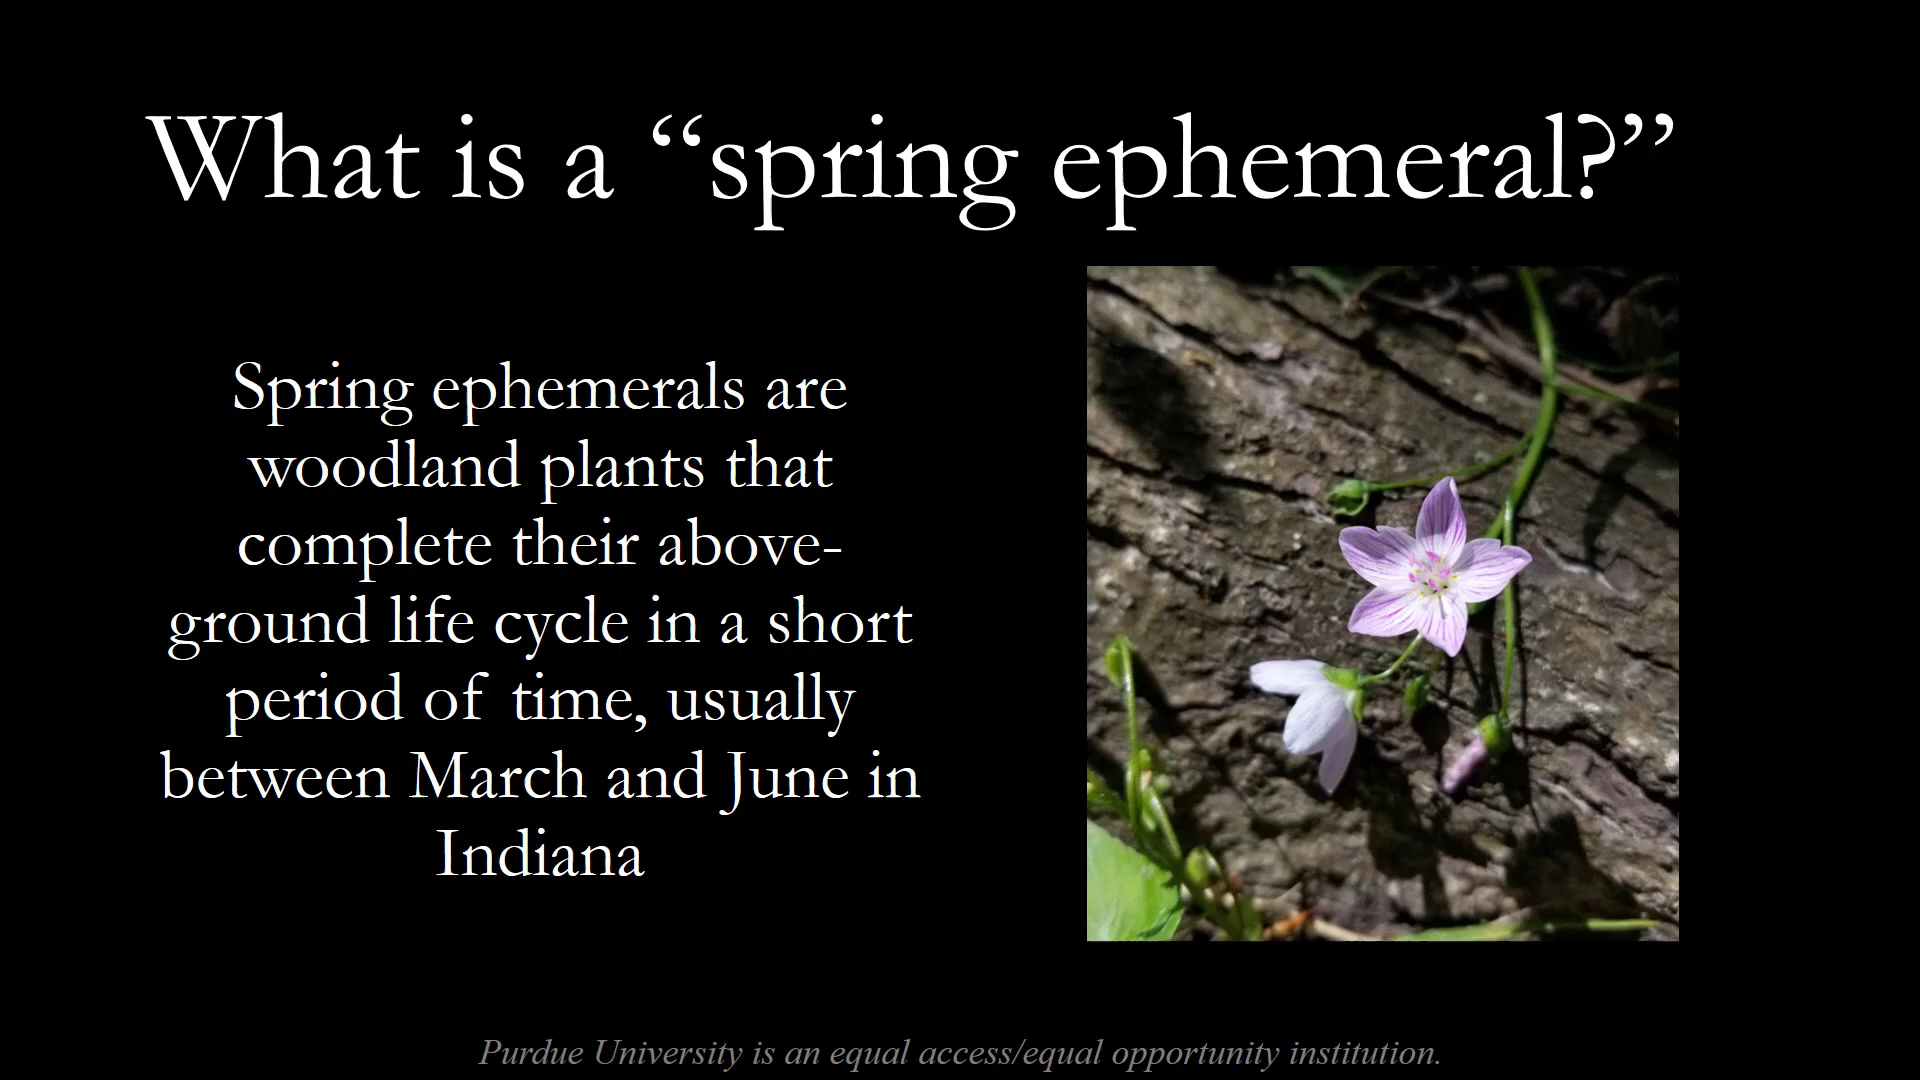 What is a “spring ephemeral?”
Spring ephemerals are
woodland plants that
complete their above-
ground life cycle in a short
period of time, usually
between March and June in
Indiana
Purdue University is an equal access/equal opportunity institution.